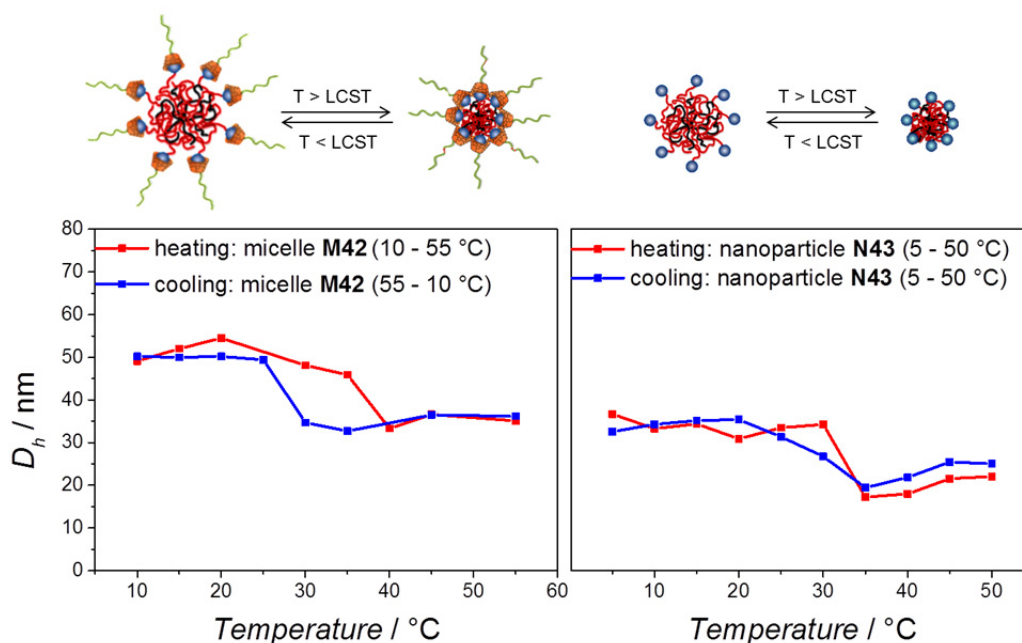 T > LCST
T < LCST
T > LCST
T < LCST
80
70
60
50
40
30
20
10
0
D_h / nm
heating: micelle M42 (10 - 55 °C)
cooling: micelle M42 (55 - 10 °C)
10
20
30
40
50
60
Temperature / °C
heating: nanoparticle N43 (5 - 50 °C)
cooling: nanoparticle N43 (5 - 50 °C)
10
20
30
40
50
Temperature / °C